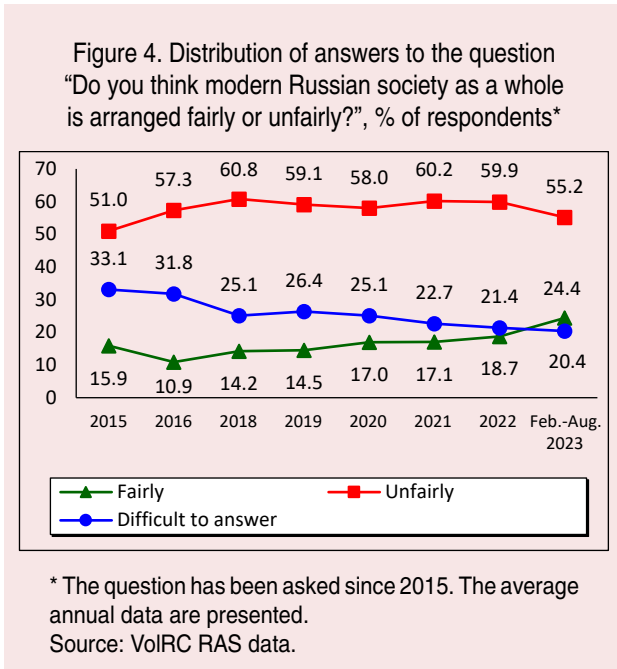 Figure 4. Distribution of answers to the question
“Do you think modern Russian society as a whole
is arranged fairly or unfairly?”, % of respondents*
70
60
50
40
30
20
10
0
51.0 57.3 60.8 59.1 58.0 60.2 59.9 55.2
33.1 31.8 25.1 26.4 25.1 22.7 21.4 24.4
15.9 10.9 14.2 14.5 17.0 17.1 18.7 20.4
2015 2016 2018 2019 2020 2021 2022 Feb.-Aug.
2023
Fairly Unfairly
Difficult to answer
* The question has been asked since 2015. The average
annual data are presented.
Source: VolRC RAS data.